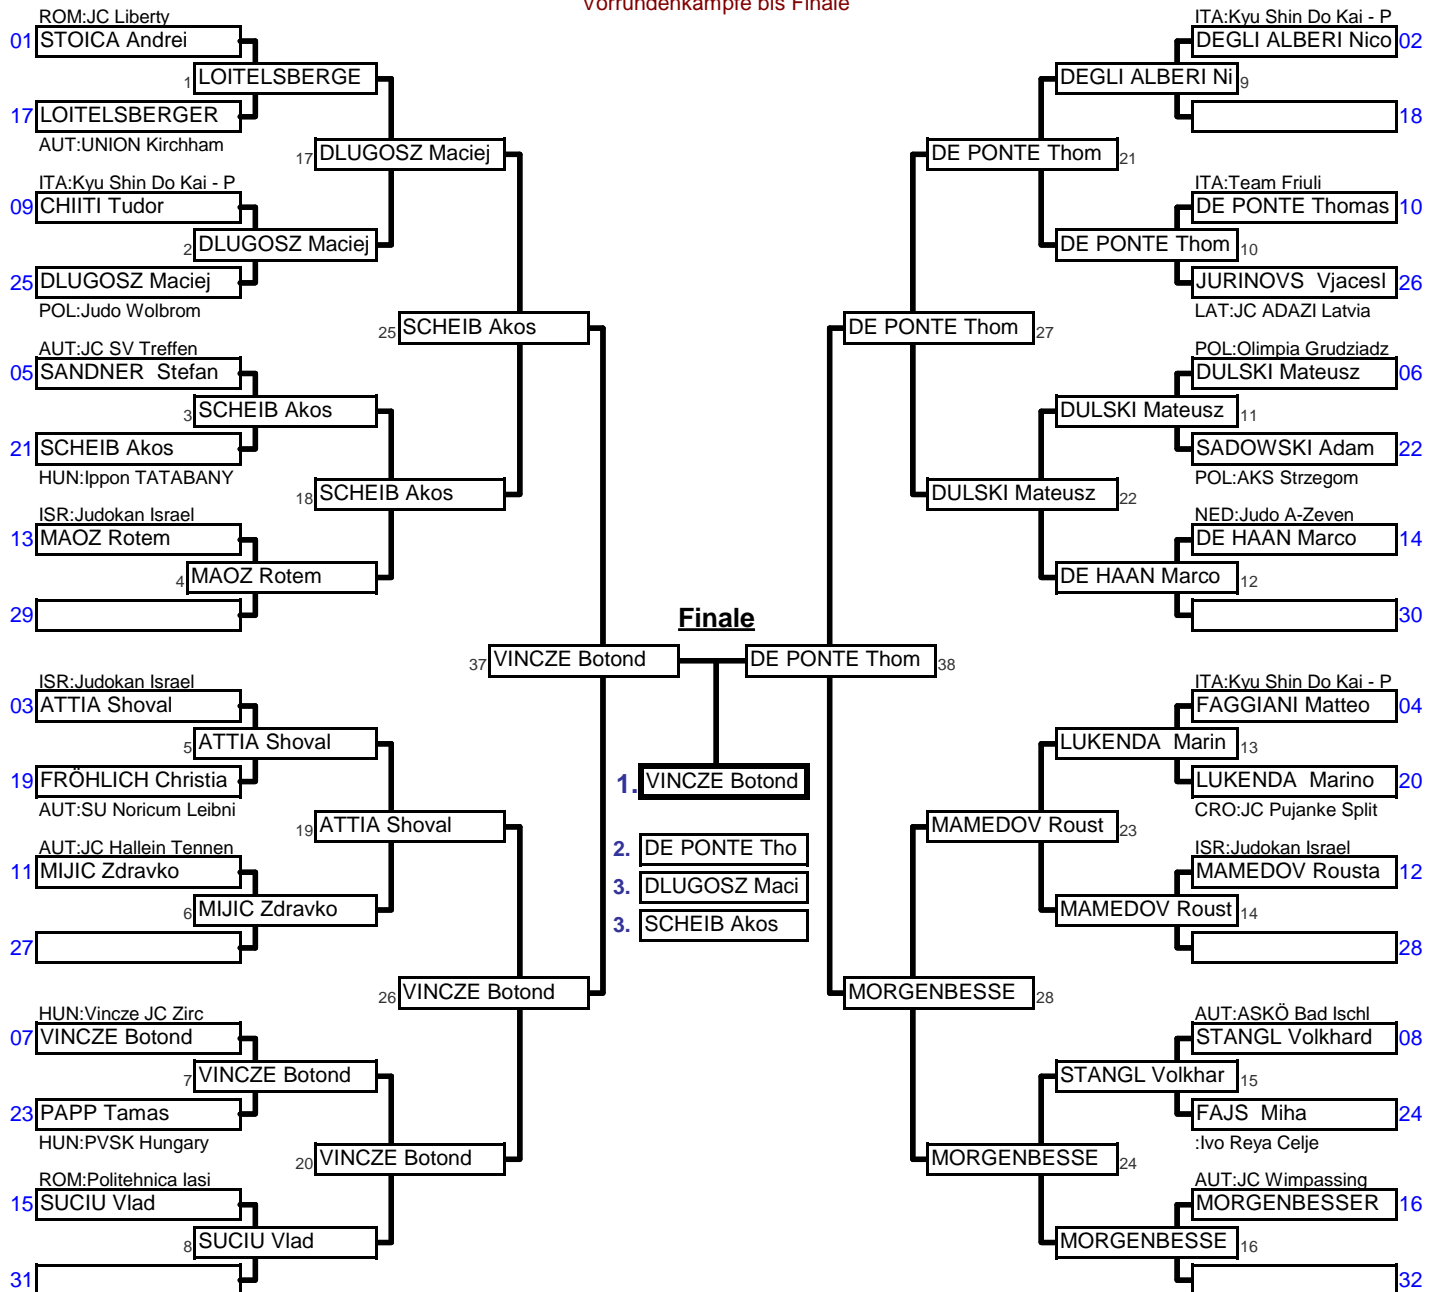 Vorrundenkämpfe bis Finale
ROM:JC Liberty
01 STOICA Andrei
1 LOITELSBERGE
17 LOITELSBERGER
AUT:UNION Kirchham
17 DLUGOSZ Maciej
ITA:Kyu Shin Do Kai - P
09 CHIITI Tudor
2 DLUGOSZ Maciej
25 DLUGOSZ Maciej
POL:Judo Wolbrom
25 SCHEIB Akos
AUT:JC SV Treffen
05 SANDNER Stefan
3 SCHEIB Akos
21 SCHEIB Akos
HUN:Ippon TATABANY
18 SCHEIB Akos
ISR:Judokan Israel
13 MAOZ Rotem
4 MAOZ Rotem
29
37 VINCZE Botond
ISR:Judokan Israel
03 ATTIA Shoval
5 ATTIA Shoval
19 FRÖHLICH Christia
AUT:SU Noricum Leibni
19 ATTIA Shoval
AUT:JC Hallein Tennen
11 MIJIC Zdravko
6 MIJIC Zdravko
27
26 VINCZE Botond
HUN:Vincze JC Zirc
07 VINCZE Botond
7 VINCZE Botond
23 PAPP Tamas
HUN:PVSK Hungary
20 VINCZE Botond
ROM:Politehnica Iasi
15 SUCIU Vlad
8 SUCIU Vlad
31
Finale
1. VINCZE Botond
2. DE PONTE Tho
3. DLUGOSZ Maci
3. SCHEIB Akos
ITA:Kyu Shin Do Kai - P
DEGLI ALBERI Nico 02
DEGLI ALBERI Ni 9
18
DE PONTE Thom 21
ITA:Team Friuli
DE PONTE Thomas 10
DE PONTE Thom 10
JURINOVS Vjacesl 26
LAT:JC ADAZI Latvia
DE PONTE Thom 27
POL:Olimpia Grudziadz
DULSKI Mateusz 06
DULSKI Mateusz 11
SADOWSKI Adam 22
POL:AKS Strzegom
DULSKI Mateusz 22
NED:Judo A-Zeven
DE HAAN Marco 14
DE HAAN Marco 12
30
DE PONTE Thom 38
ITA:Kyu Shin Do Kai - P
FAGGIANI Matteo 04
LUKENDA Marin 13
LUKENDA Marino 20
CRO:JC Pujanke Split
MAMEDOV Roust 23
ISR:Judokan Israel
MAMEDOV Rousta 12
MAMEDOV Roust 14
28
MORGENBESSE 28
AUT:ASKÖ Bad Ischl
STANGL Volkhard 08
STANGL Volkhar 15
FAJS Miha 24
:Ivo Reya Celje
MORGENBESSE 24
AUT:JC Wimpassing
MORGENBESSER 16
MORGENBESSE 16
32